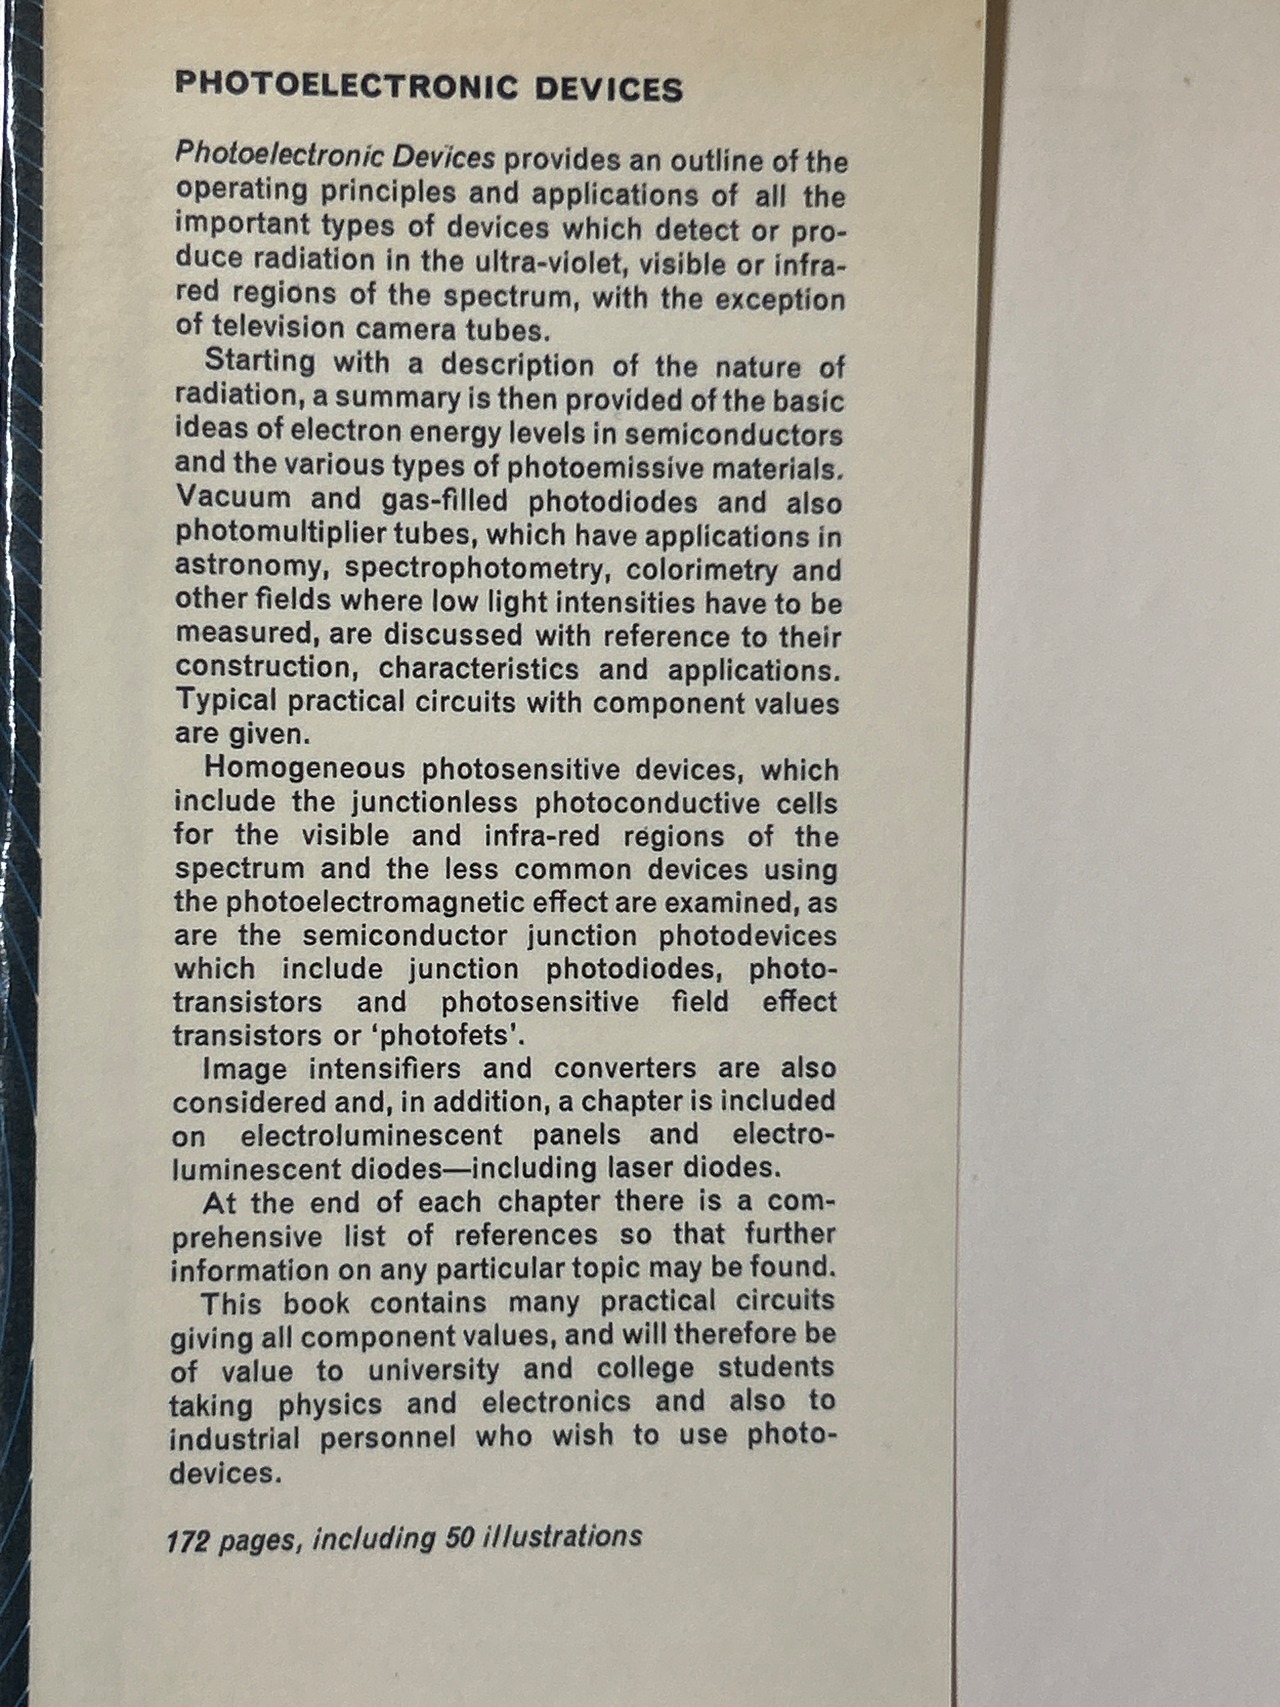 PHOTOELECTRONIC DEVICES
Photoelectronic Devices provides an outline of the
operating principles and applications of all the
important types of devices which detect or pro-
duce radiation in the ultra-violet, visible or infra-
red regions of the spectrum, with the exception
of television camera tubes.
Starting with a description of the nature of
radiation, a summary is then provided of the basic
ideas of electron energy levels in semiconductors
and the various types of photoemissive materials.
Vacuum and gas-filled photodiodes and also
photomultiplier tubes, which have applications in
astronomy, spectrophotometry, colorimetry and
other fields where low light intensities have to be
measured, are discussed with reference to their
construction, characteristics and applications.
Typical practical circuits with component values
are given.
Homogeneous photosensitive devices, which
include the junctionless photoconductive cells
for the visible and infra-red regions of the
spectrum and the less common devices using
the photoelectromagnetic effect are examined, as
are the semiconductor junction photodevices
which include junction photodiodes, photo-
transistors and photosensitive field effect
transistors or ‘photofets’.
Image intensifiers and converters are also
considered and, in addition, a chapter is included
on electroluminescent panels and electro-
luminescent diodes—including laser diodes.
At the end of each chapter there is a com-
prehensive list of references so that further
information on any particular topic may be found.
This book contains many practical circuits
giving all component values, and will therefore be
of value to university and college students
taking physics and electronics and also to
industrial personnel who wish to use photo-
devices.
172 pages, including 50 illustrations